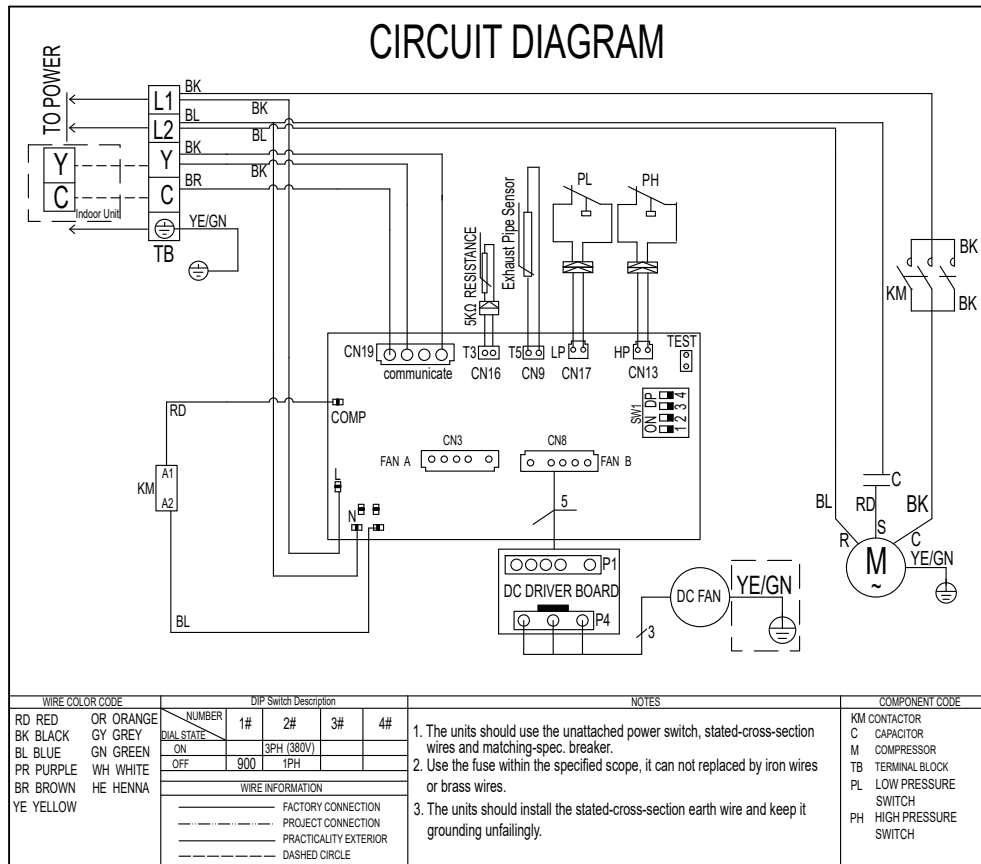 CIRCUIT DIAGRAM
TO POWER
L1
L2
Y
C
TB
Y
C
Indoor Unit
BK
BK
BL
BL
BK
BK
BR
YE/GN
5KΩ RESISTANCE
Exhaust Pipe Sensor
PL
PH
KM
BK
BK
CN19
communicate
T3
CN16
T5
CN9
LP
CN17
HP
CN13
TEST
SW1
ON DP
1 2 3 4
COMP
RD
KM
A1
A2
BL
CN3
FAN A
CN8
FAN B
L
N
5
P1
DC DRIVER BOARD
P4
3
DC FAN
YE/GN
C
BL
RD
BK
R
S
C
M
~
YE/GN
WIRE COLOR CODE
RD RED OR ORANGE
BK BLACK GY GREY
BL BLUE GN GREEN
PR PURPLE WH WHITE
BR BROWN HE HENNA
YE YELLOW
DIP Switch Description
NUMBER 1# 2# 3# 4#
DIAL STATE
ON 3PH (380V)
OFF 900 1PH
WIRE INFORMATION
FACTORY CONNECTION
PROJECT CONNECTION
PRACTICALITY EXTERIOR
DASHED CIRCLE
NOTES
1. The units should use the unattached power switch, stated-cross-section
wires and matching-spec. breaker.
2. Use the fuse within the specified scope, it can not replaced by iron wires
or brass wires.
3. The units should install the stated-cross-section earth wire and keep it
grounding unfailingly.
COMPONENT CODE
KM CONTACTOR
C CAPACITOR
M COMPRESSOR
TB TERMINAL BLOCK
PL LOW PRESSURE
SWITCH
PH HIGH PRESSURE
SWITCH